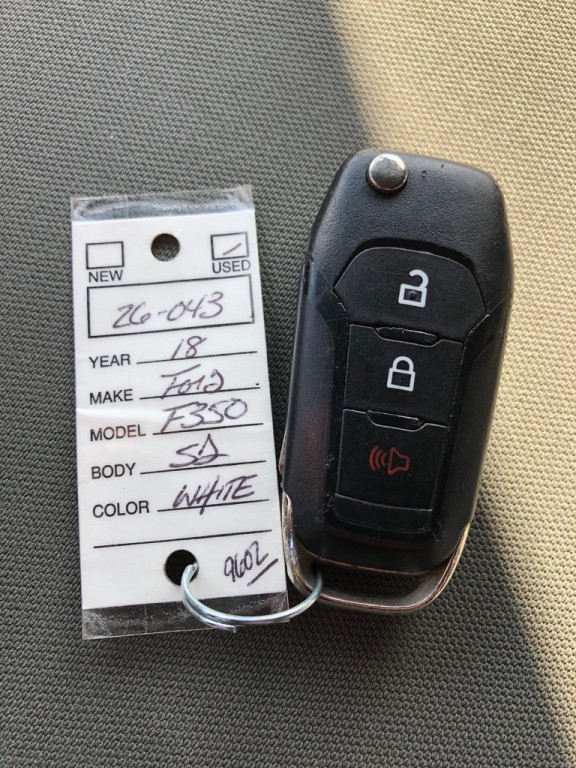 NEW USED
26-043
YEAR 18
MAKE Ford
MODEL F350
BODY SD
COLOR WHITE
9602